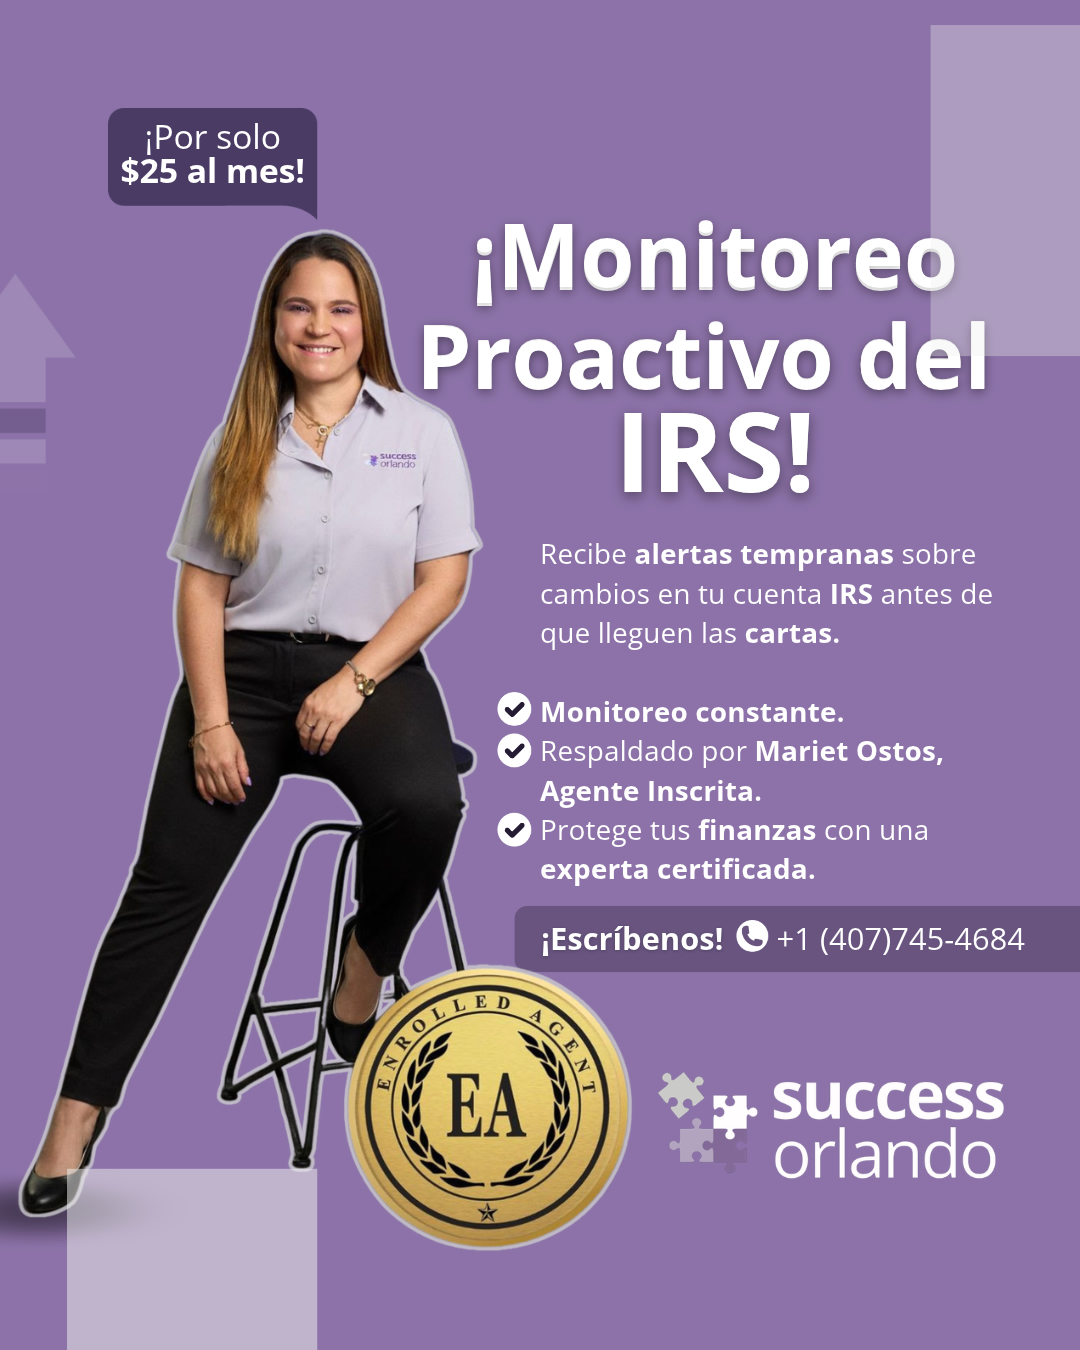 ¡Por solo
$25 al mes!
¡Monitoreo
Proactivo del
IRS!
success
orlando
Recibe alertas tempranas sobre
cambios en tu cuenta IRS antes de
que lleguen las cartas.
Monitoreo constante.
Respaldado por Mariet Ostos,
Agente Inscrita.
Protege tus finanzas con una
experta certificada.
¡Escríbenos! +1 (407)745-4684
ENROLLED AGENT
EA
success
orlando